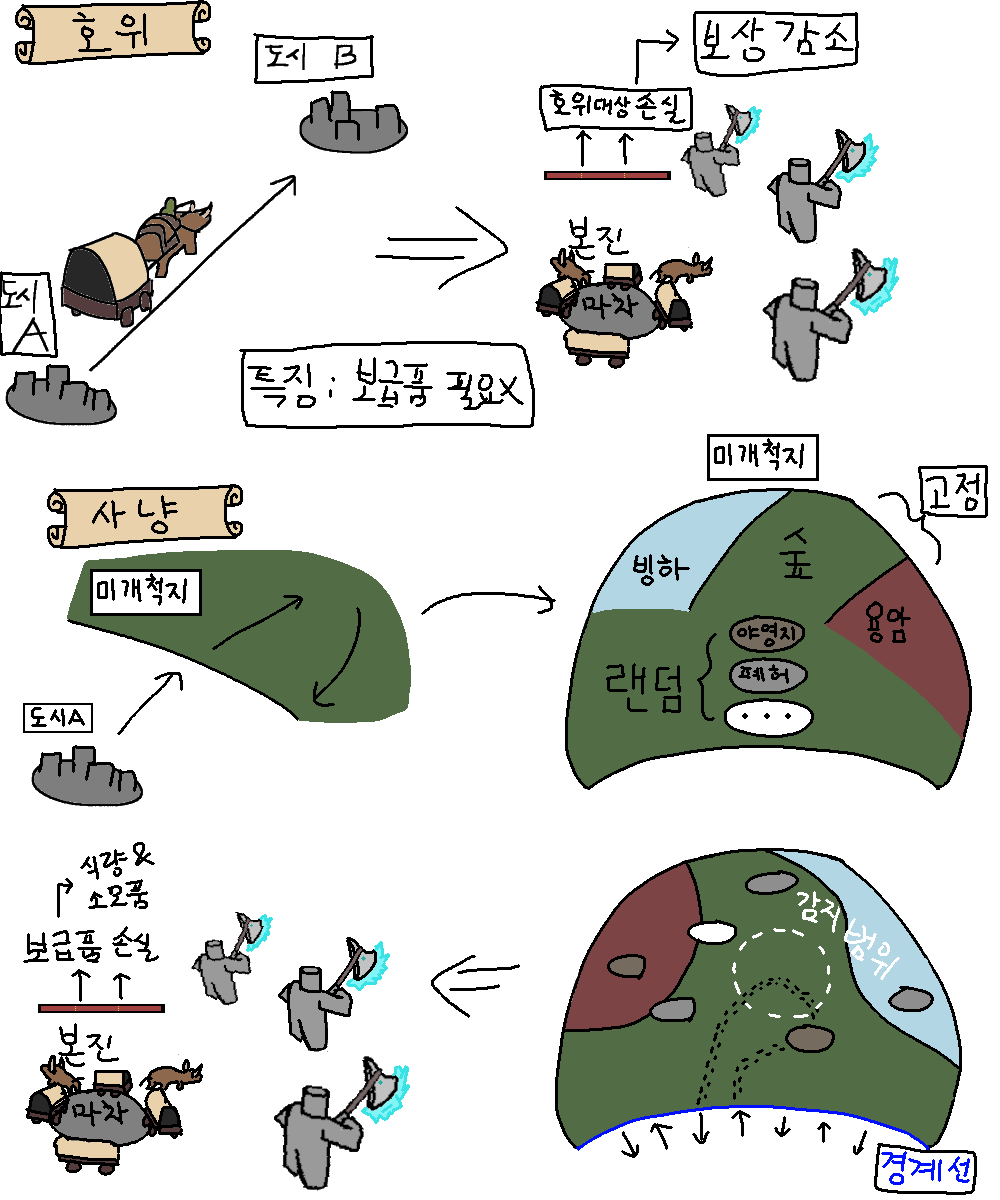 호위
도시 B
보상 감소
호위대상 손실
도시
A
본진
마차
특징 : 보급품 필요X
사냥
미개척지
도시A
미개척지
고정
빙하
숲
용암
랜덤
야영지
폐허
...
식량 &
소모품
보급품 손실
본진
마차
감지 범위
경계선